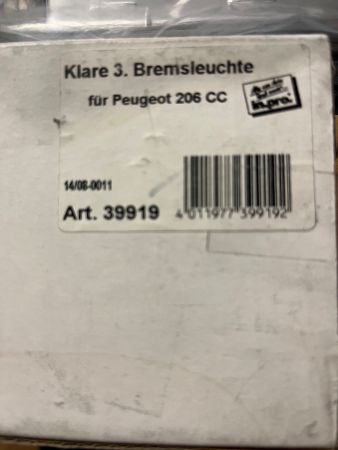 Klare 3. Bremsleuchte
für Peugeot 206 CC
in.pro.
14/08-0011
Art. 39919
4 011977 399192